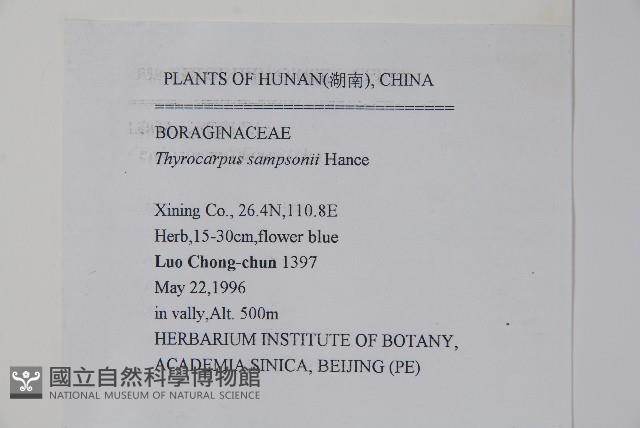 PLANTS OF HUNAN(湖南), CHINA
===============================
BORAGINACEAE
Thyrocarpus sampsonii Hance
Xining Co., 26.4N,110.8E
Herb,15-30cm,flower blue
Luo Chong-chun 1397
May 22,1996
in vally,Alt. 500m
HERBARIUM INSTITUTE OF BOTANY,
ACADEMIA SINICA, BEIJING (PE)
國立自然科學博物館
NATIONAL MUSEUM OF NATURAL SCIENCE